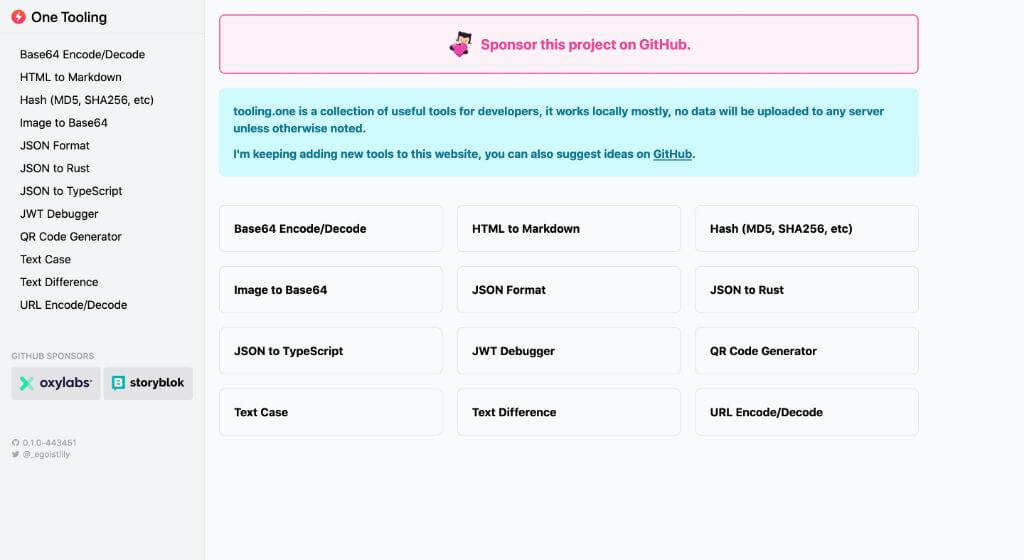 One Tooling
Base64 Encode/Decode
HTML to Markdown
Hash (MD5, SHA256, etc)
Image to Base64
JSON Format
JSON to Rust
JSON to TypeScript
JWT Debugger
QR Code Generator
Text Case
Text Difference
URL Encode/Decode
GITHUB SPONSORS
oxylabs
storyblok
0.1.0-443451
@_egoistlily
Sponsor this project on GitHub.
tooling.one is a collection of useful tools for developers, it works locally mostly, no data will be uploaded to any server
unless otherwise noted.
I'm keeping adding new tools to this website, you can also suggest ideas on GitHub.
Base64 Encode/Decode
HTML to Markdown
Hash (MD5, SHA256, etc)
Image to Base64
JSON Format
JSON to Rust
JSON to TypeScript
JWT Debugger
QR Code Generator
Text Case
Text Difference
URL Encode/Decode